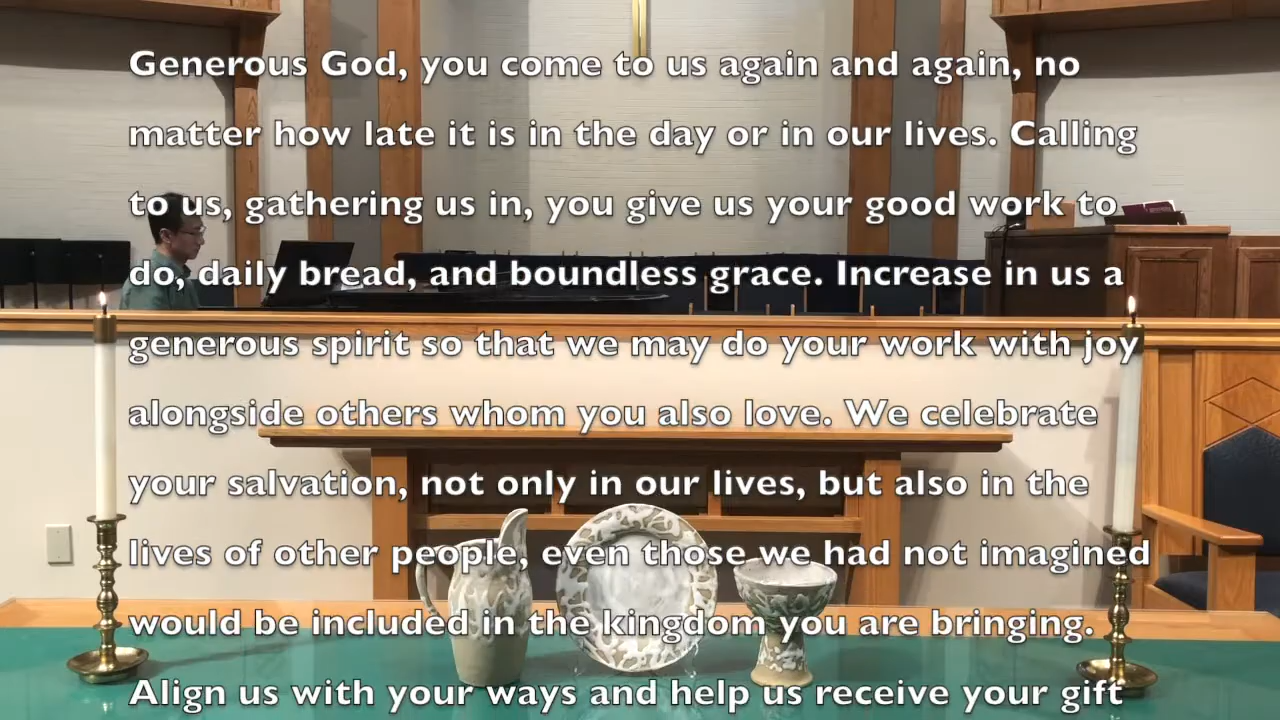 Generous God, you come to us again and again, no
matter how late it is in the day or in our lives. Calling
to us, gathering us in, you give us your good work to
do, daily bread, and boundless grace. Increase in us a
generous spirit so that we may do your work with joy
alongside others whom you also love. We celebrate
your salvation, not only in our lives, but also in the
lives of other people, even those we had not imagined
would be included in the kingdom you are bringing.
Align us with your ways and help us receive your gift